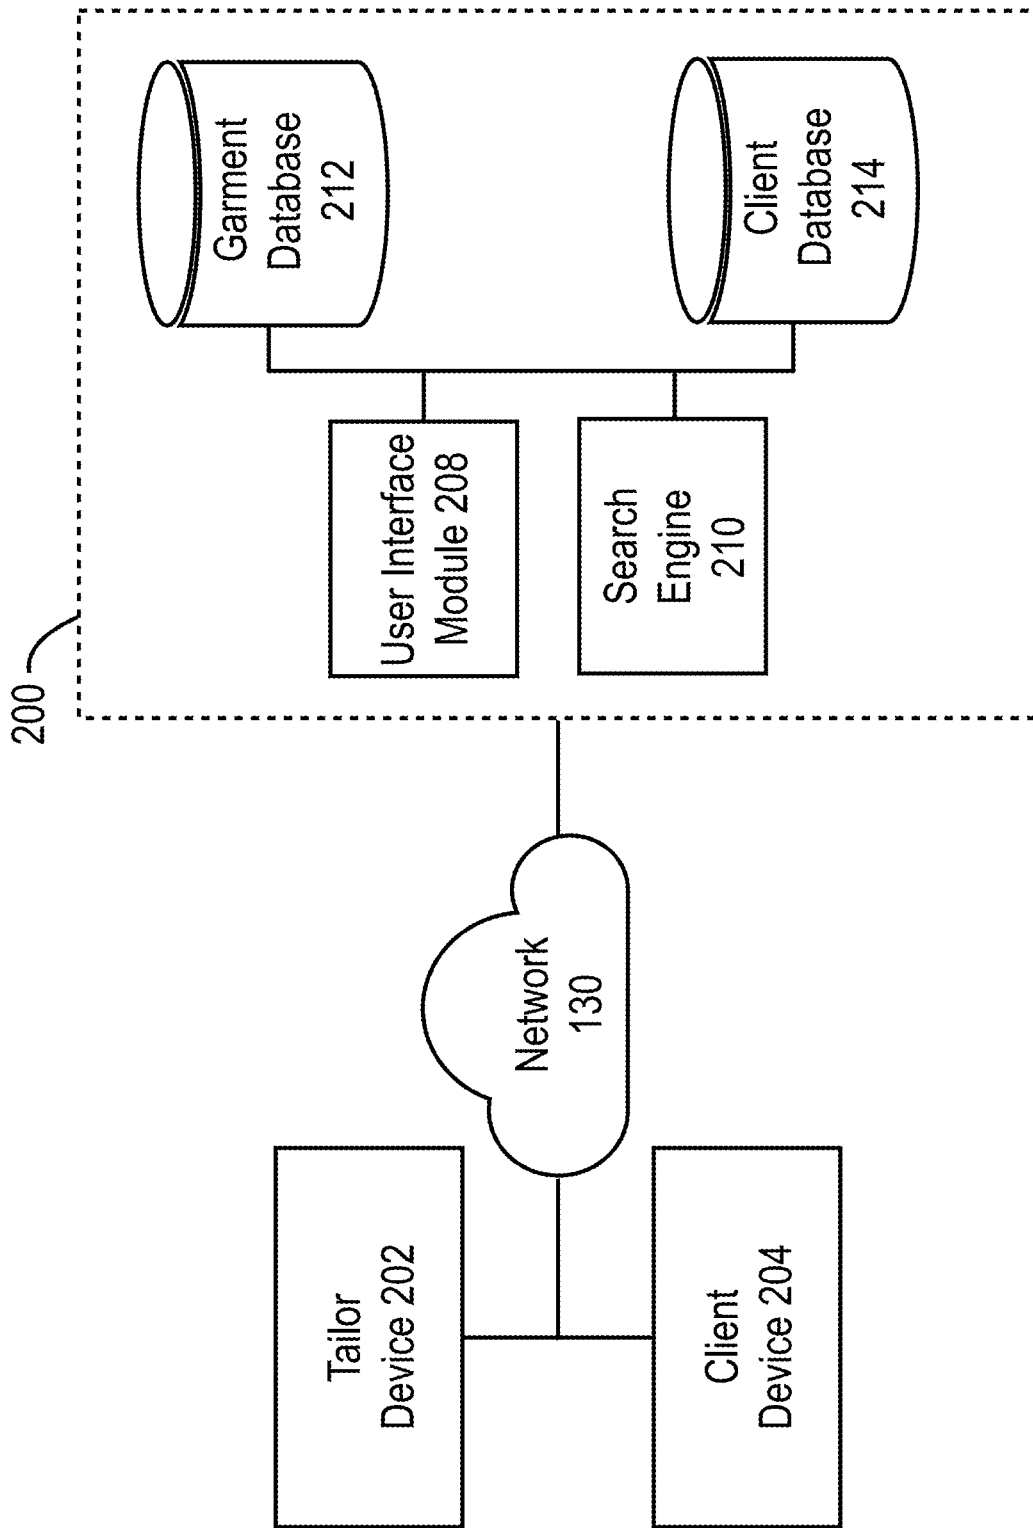 200
Tailor
Device 202
Client
Device 204
Network
130
User Interface
Module 208
Search
Engine
210
Garment
Database
212
Client
Database
214